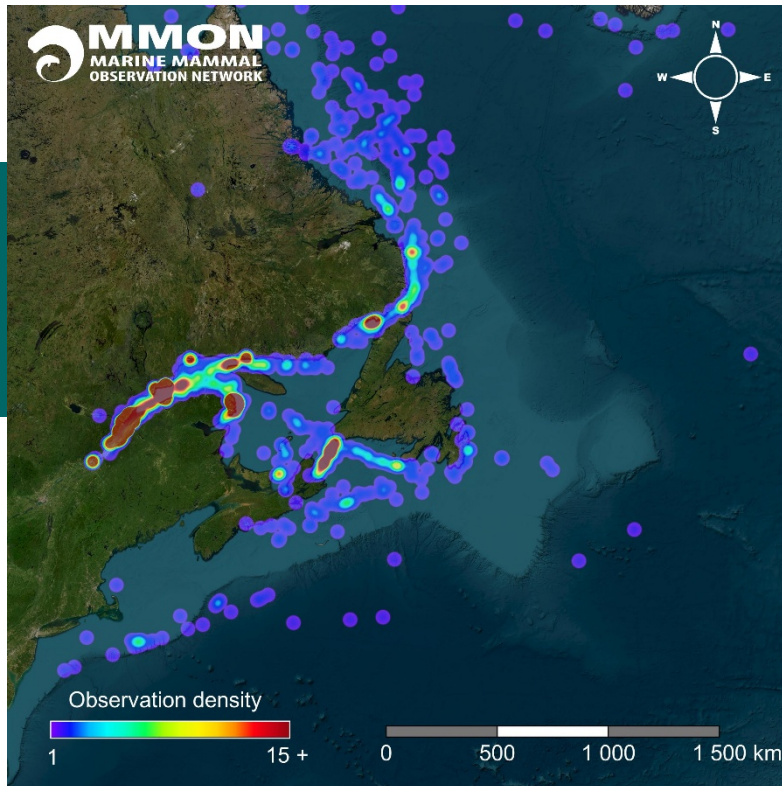 MMON
MARINE MAMMAL
OBSERVATION NETWORK
N
W E
S
Observation density
1 15 +
0 500 1 000 1 500 km